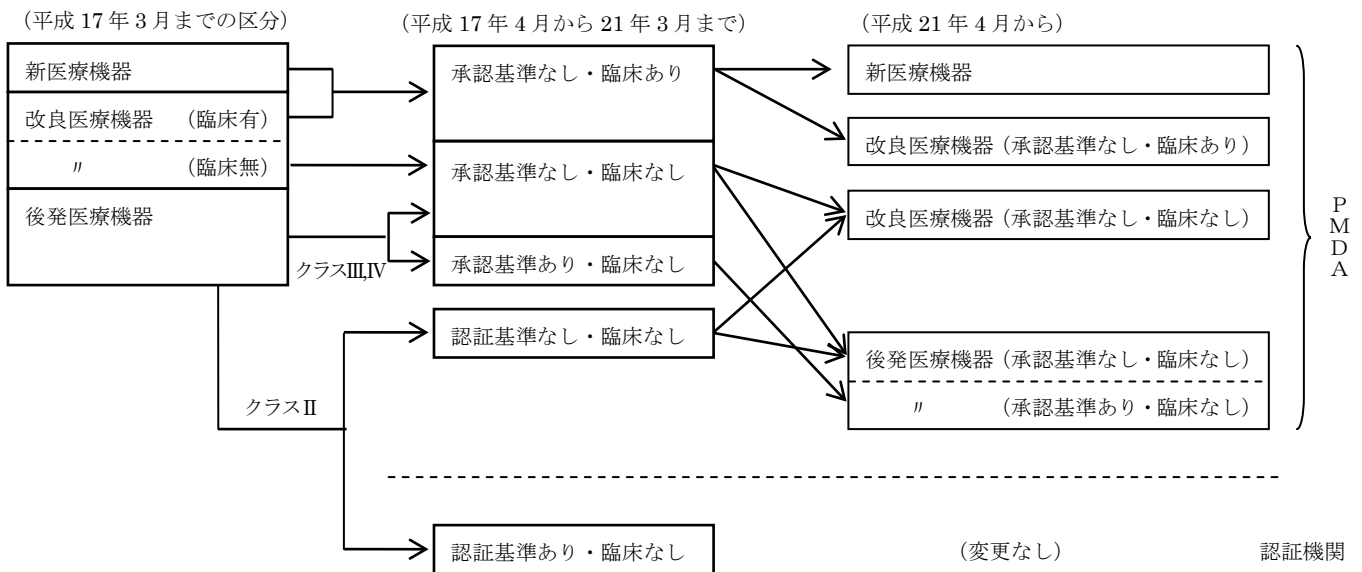 （平成 17 年 3 月までの区分）
（平成 17 年 4 月から 21 年 3 月まで）
（平成 21 年 4 月から）
新医療機器
改良医療機器　（臨床有）
〃　（臨床無）
後発医療機器
クラスⅢ,Ⅳ
クラスⅡ
承認基準なし・臨床あり
承認基準なし・臨床なし
承認基準あり・臨床なし
認証基準なし・臨床なし
認証基準あり・臨床なし
新医療機器
改良医療機器（承認基準なし・臨床あり）
改良医療機器（承認基準なし・臨床なし）
後発医療機器（承認基準なし・臨床なし）
〃　（承認基準あり・臨床なし）
（変更なし）
PMDA
認証機関